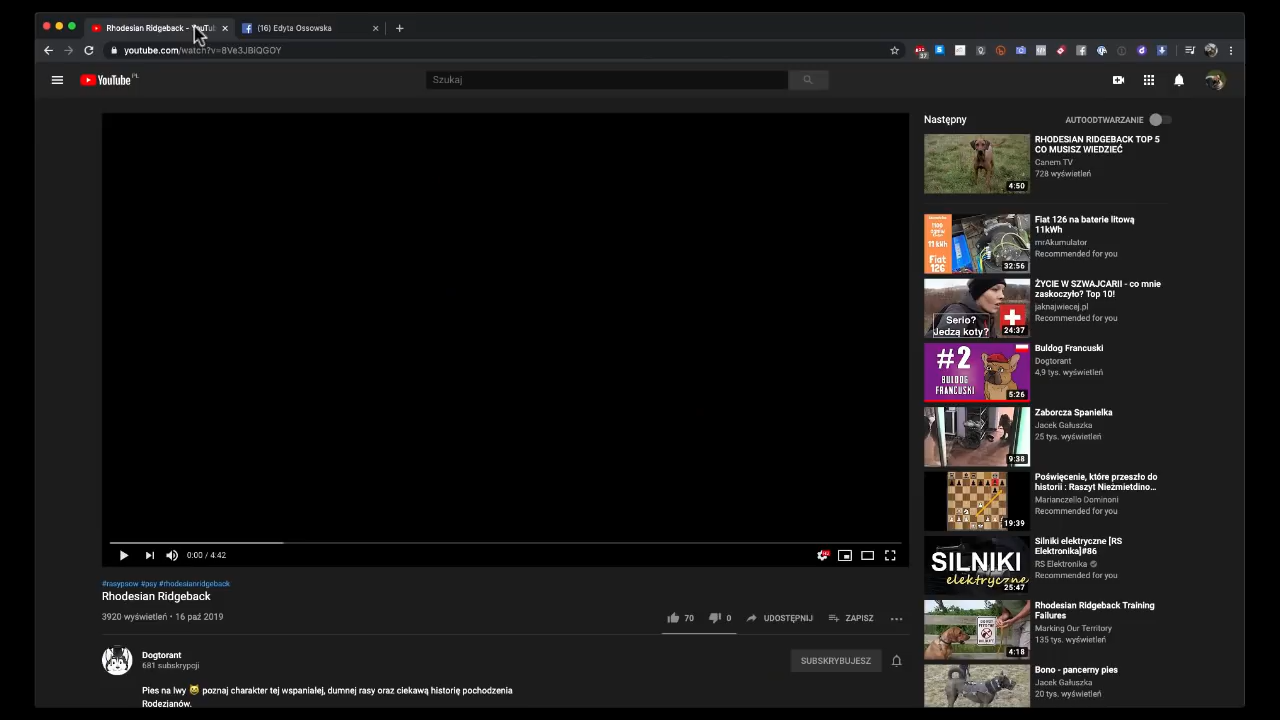 Rhodesian Ridgeback - YouTub
(16) Edyta Ossowska
youtube.com/watch?v=8Ve3JBiQGOY
37
YouTube PL
Szukaj
Następny
AUTOODTWARZANIE
RHODESIAN RIDGEBACK TOP 5
CO MUSISZ WIEDZIEĆ
Canem TV
728 wyświetleń
4:50
Fiat 126 na baterie litową
11kWh
mrAkumulator
Recommended for you
11 kWh
Fiat
126
32:56
ŻYCIE W SZWAJCARII - co mnie
zaskoczyło? Top 10!
jaknajwiecej.pl
Recommended for you
Serio?
Jedzą koty?
24:37
Buldog Francuski
Dogtorant
4,9 tys. wyświetleń
#2
BULDOG
FRANCUSKI
5:26
Zaborcza Spanielka
Jacek Gałuszka
25 tys. wyświetleń
9:38
Poświęcenie, które przeszło do
historii : Raszyt Nieżmietdino...
Marianczello Dominoni
Recommended for you
19:39
Silniki elektryczne [RS
Elektronika]#86
RS Elektronika
Recommended for you
SILNIKI
elektryczne
25:47
Rhodesian Ridgeback Training
Failures
Marking Our Territory
135 tys. wyświetleń
4:18
Bono - pancerny pies
Jacek Gałuszka
20 tys. wyświetleń
0:00 / 4:42
#rasypsow #psy #rhodesianridgeback
Rhodesian Ridgeback
3920 wyświetleń • 16 paź 2019
70
0
UDOSTĘPNIJ
ZAPISZ
Dogtorant
681 subskrypcji
SUBSKRYBUJESZ
Pies na lwy 😸 poznaj charakter tej wspaniałej, dumnej rasy oraz ciekawą historię pochodzenia
Rodezjanów.